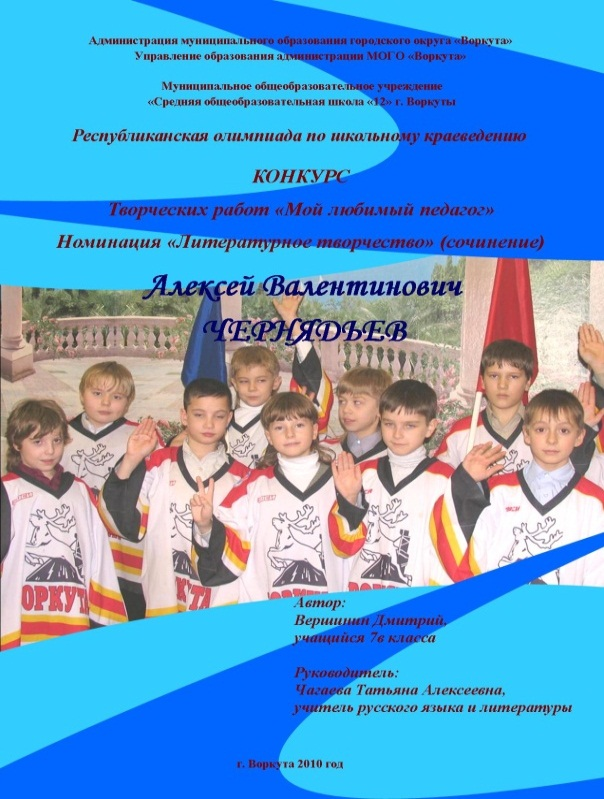 Администрация муниципального образования городского округа «Воркута»
Управление образования администрации МОГО «Воркута»
Муниципальное общеобразовательное учреждение
«Средняя общеобразовательная школа «12» г. Воркуты
Республиканская олимпиада по школьному краеведению
КОНКУРС
Творческих работ «Мой любимый педагог»
Номинация «Литературное творчество» (сочинение)
Алексей Валентинович
ЧЕРНЯДЬЕВ
ОРКУТА
Автор:
Вершинин Дмитрий,
учащийся 7в класса
Руководитель:
Чагаева Татьяна Алексеевна,
учитель русского языка и литературы
г. Воркута 2010 год